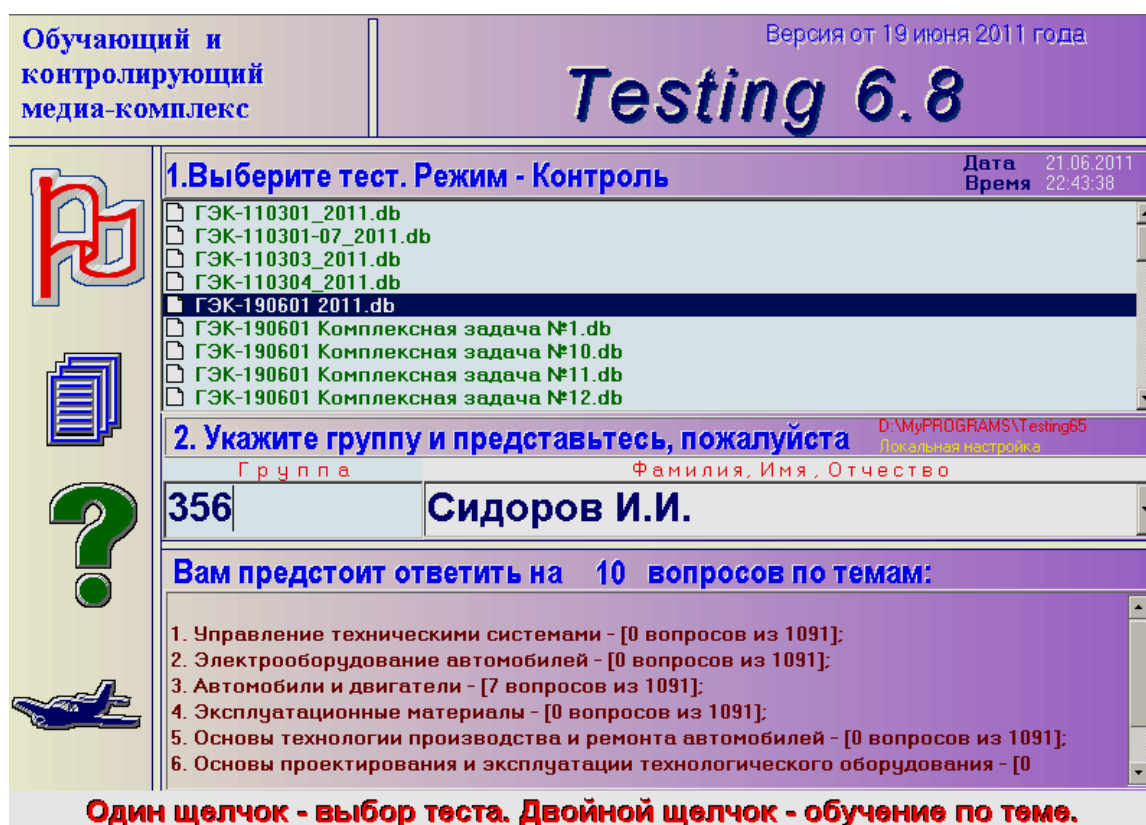 Обучающий и
контролирующий
медиа-комплекс
Версия от 19 июня 2011 года
Testing 6.8
1.Выберите тест. Режим - Контроль
Дата 21.06.2011
Время 22:43:38
ГЭК-110301_2011.db
ГЭК-110301-07_2011.db
ГЭК-110303_2011.db
ГЭК-110304_2011.db
ГЭК-190601 2011.db
ГЭК-190601 Комплексная задача №1.db
ГЭК-190601 Комплексная задача №10.db
ГЭК-190601 Комплексная задача №11.db
ГЭК-190601 Комплексная задача №12.db
2. Укажите группу и представьтесь, пожалуйста
D:\MyPROGRAMS\Testing65
Локальная настройка
Группа
Фамилия, Имя, Отчество
356
Сидоров И.И.
Вам предстоит ответить на 10 вопросов по темам:
1. Управление техническими системами - [0 вопросов из 1091];
2. Электрооборудование автомобилей - [0 вопросов из 1091];
3. Автомобили и двигатели - [7 вопросов из 1091];
4. Эксплуатационные материалы - [0 вопросов из 1091];
5. Основы технологии производства и ремонта автомобилей - [0 вопросов из 1091];
6. Основы проектирования и эксплуатации технологического оборудования - [0
Один щелчок - выбор теста. Двойной щелчок - обучение по теме.